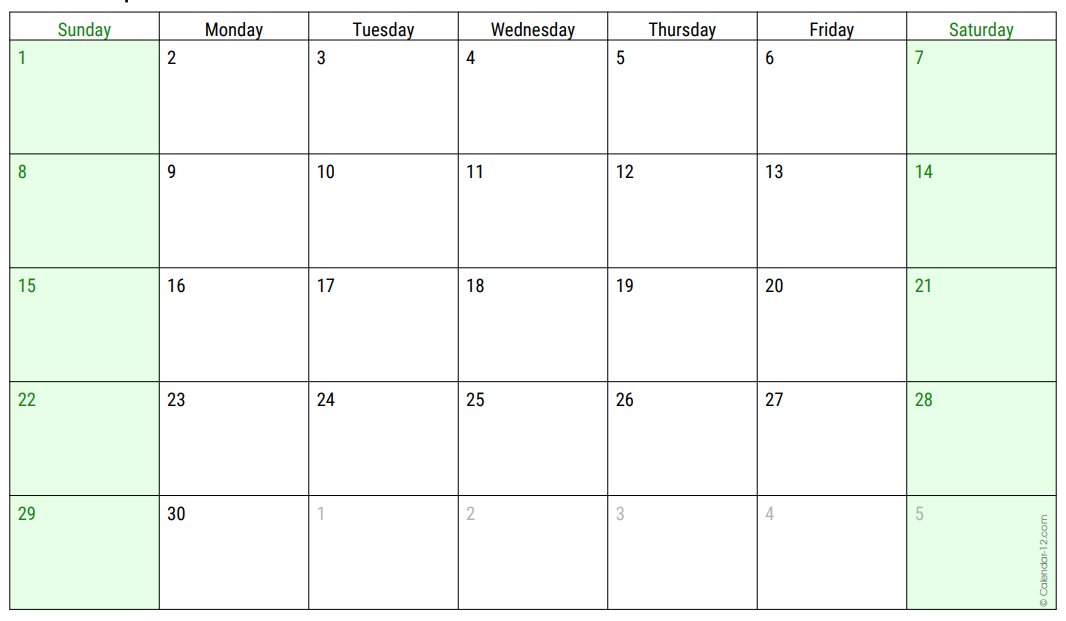 Sunday Monday Tuesday Wednesday Thursday Friday Saturday
1 2 3 4 5 6 7
8 9 10 11 12 13 14
15 16 17 18 19 20 21
22 23 24 25 26 27 28
29 30 1 2 3 4 5
© Calendar-12.com